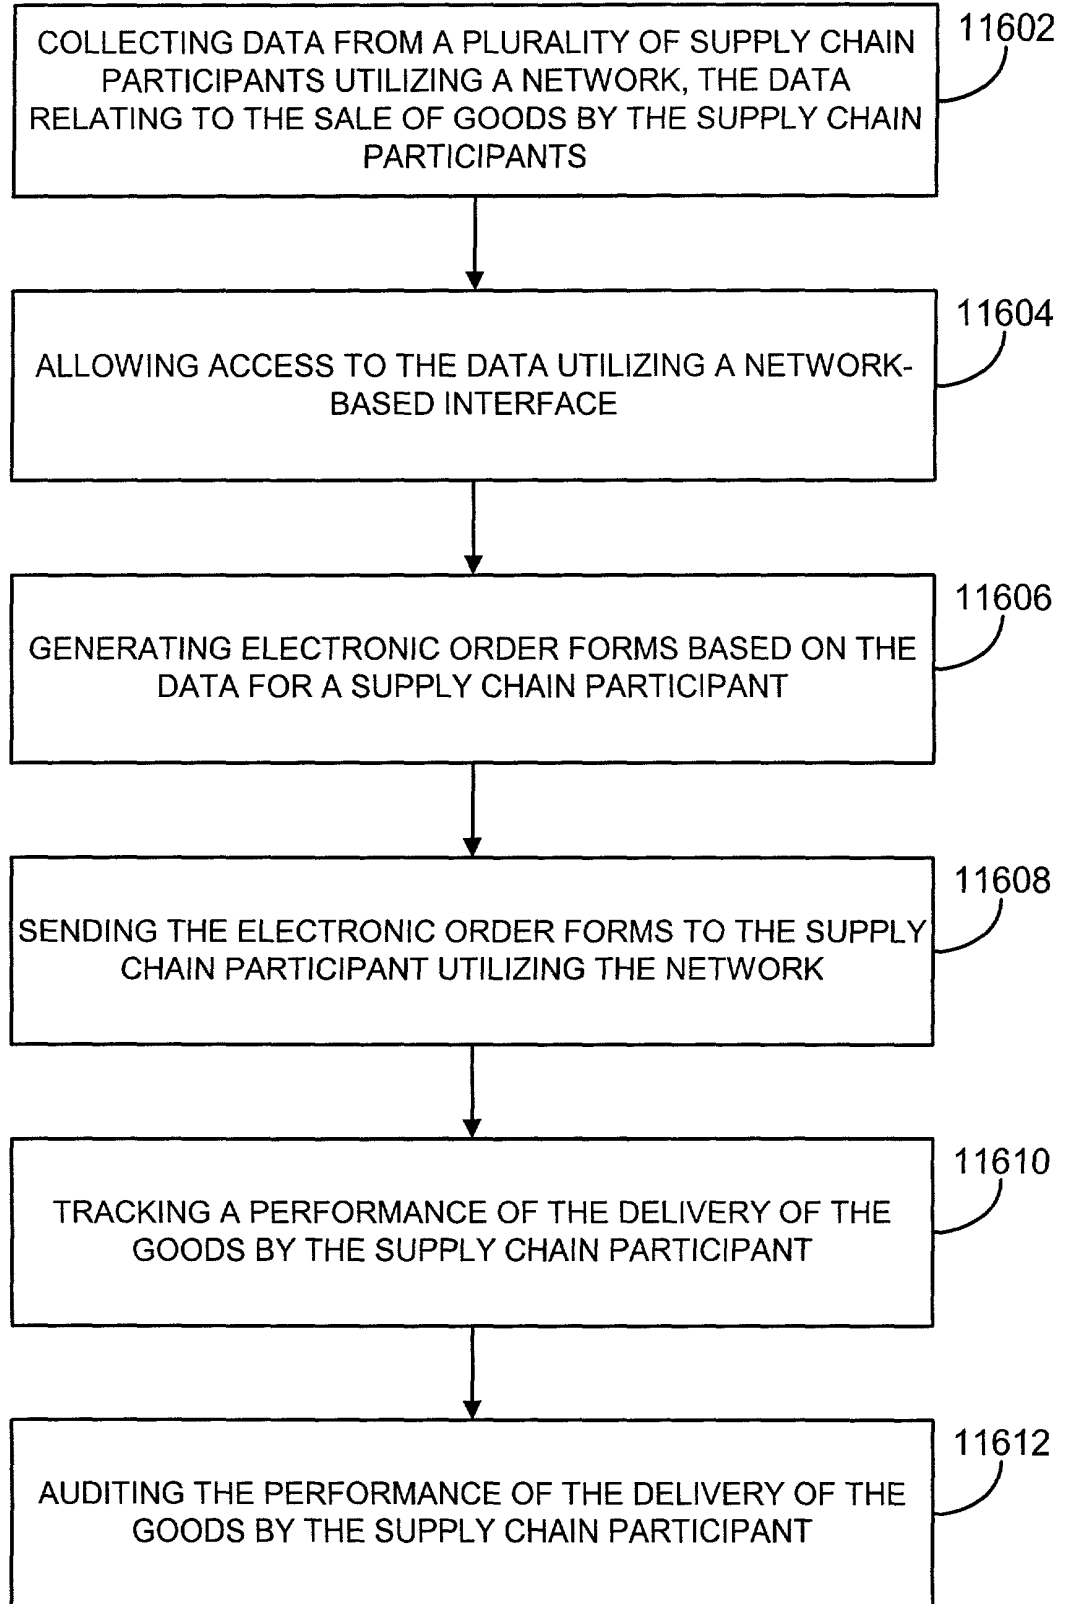 11602
COLLECTING DATA FROM A PLURALITY OF SUPPLY CHAIN
PARTICIPANTS UTILIZING A NETWORK, THE DATA
RELATING TO THE SALE OF GOODS BY THE SUPPLY CHAIN
PARTICIPANTS
11604
ALLOWING ACCESS TO THE DATA UTILIZING A NETWORK-
BASED INTERFACE
11606
GENERATING ELECTRONIC ORDER FORMS BASED ON THE
DATA FOR A SUPPLY CHAIN PARTICIPANT
11608
SENDING THE ELECTRONIC ORDER FORMS TO THE SUPPLY
CHAIN PARTICIPANT UTILIZING THE NETWORK
11610
TRACKING A PERFORMANCE OF THE DELIVERY OF THE
GOODS BY THE SUPPLY CHAIN PARTICIPANT
11612
AUDITING THE PERFORMANCE OF THE DELIVERY OF THE
GOODS BY THE SUPPLY CHAIN PARTICIPANT